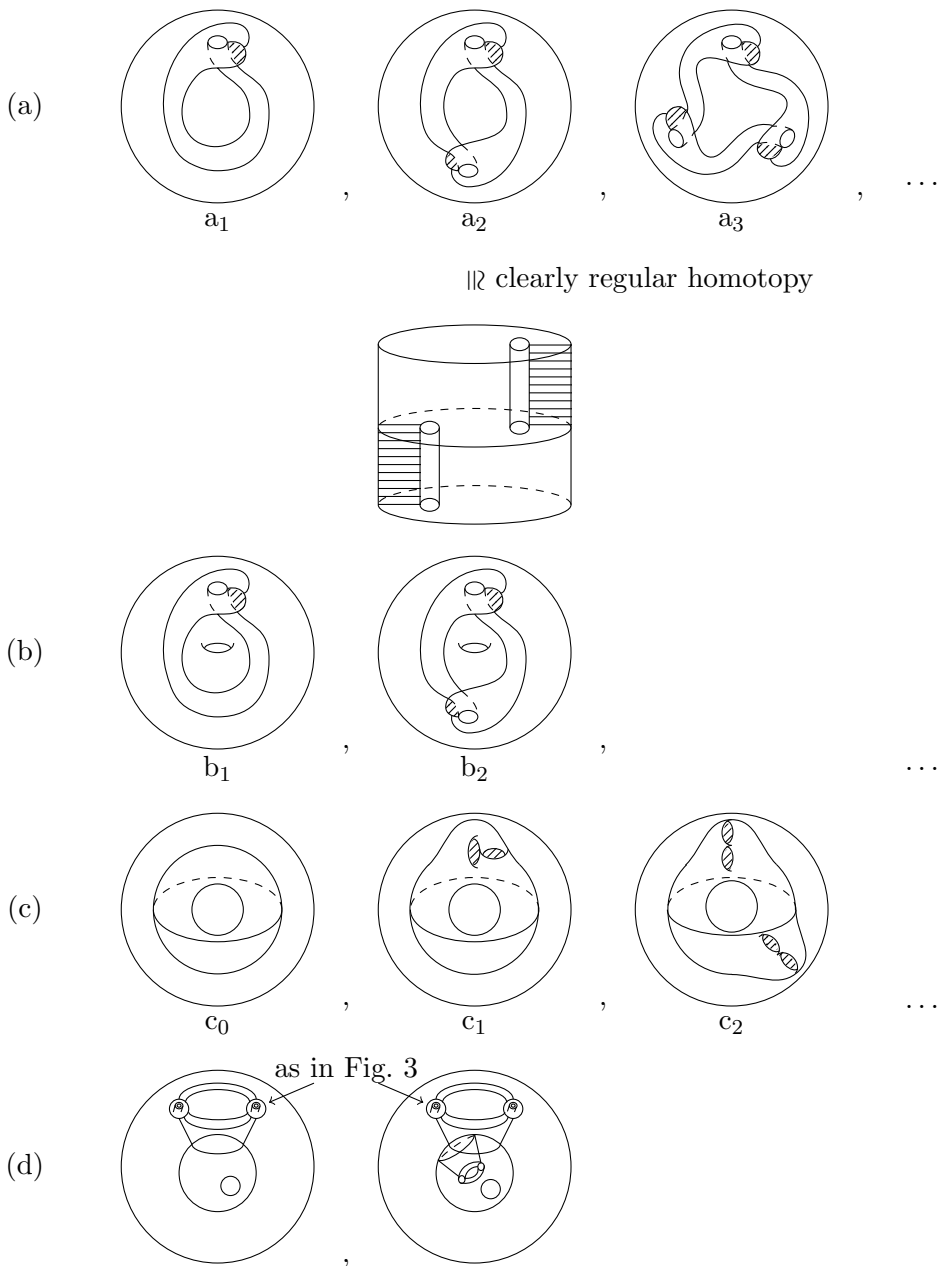 (a)
, , , ...
a₁ a₂ a₃
≅ clearly regular homotopy
(b)
, , ...
b₁ b₂
(c)
, , ...
c₀ c₁ c₂
as in Fig. 3
(d)
,